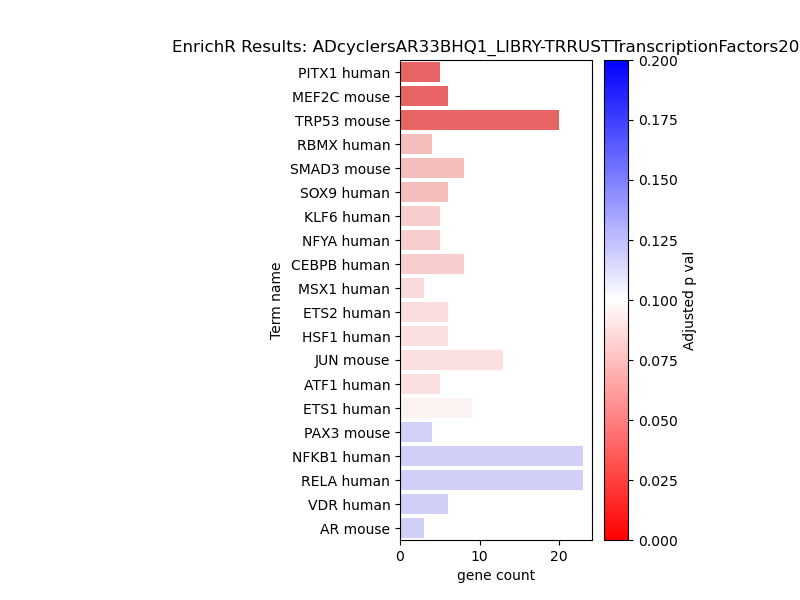 EnrichR Results: ADcyclersAR33BHQ1_LIBRY-TRRUSTTranscriptionFactors20
Term name
PITX1 human
MEF2C mouse
TRP53 mouse
RBMX human
SMAD3 mouse
SOX9 human
KLF6 human
NFYA human
CEBPB human
MSX1 human
ETS2 human
HSF1 human
JUN mouse
ATF1 human
ETS1 human
PAX3 mouse
NFKB1 human
RELA human
VDR human
AR mouse
0 10 20
gene count
0.200
0.175
0.150
0.125
0.100
0.075
0.050
0.025
0.000
Adjusted p val